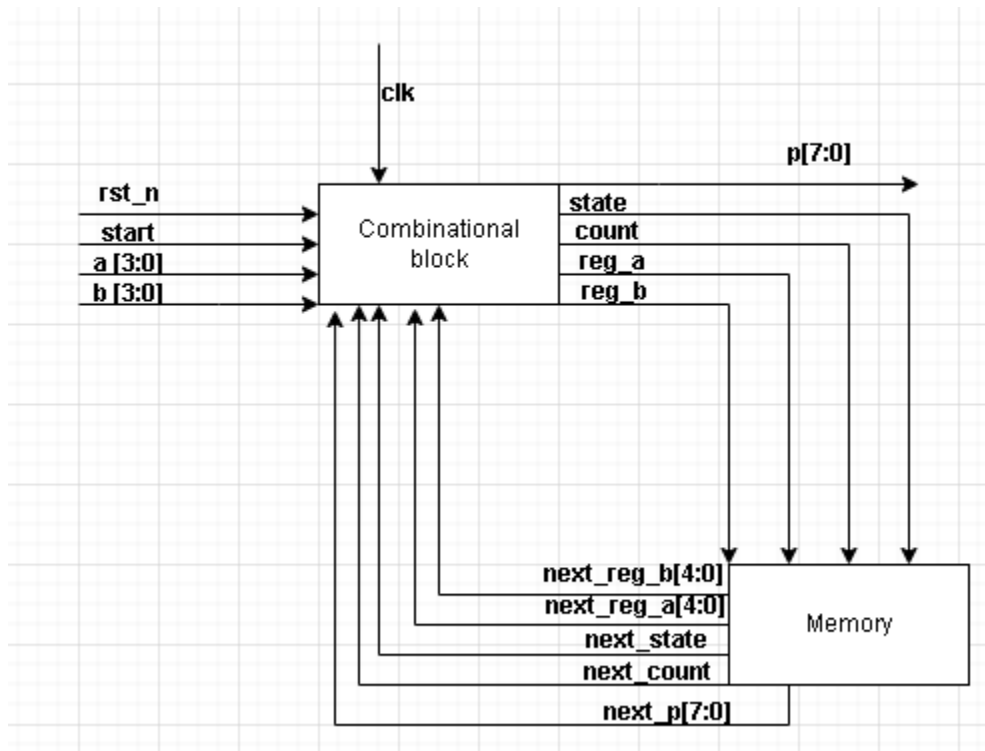 clk
p[7:0]
rst_n
start
a [3:0]
b [3:0]
Combinational
block
state
count
reg_a
reg_b
next_reg_b[4:0]
next_reg_a[4:0]
next_state
next_count
next_p[7:0]
Memory